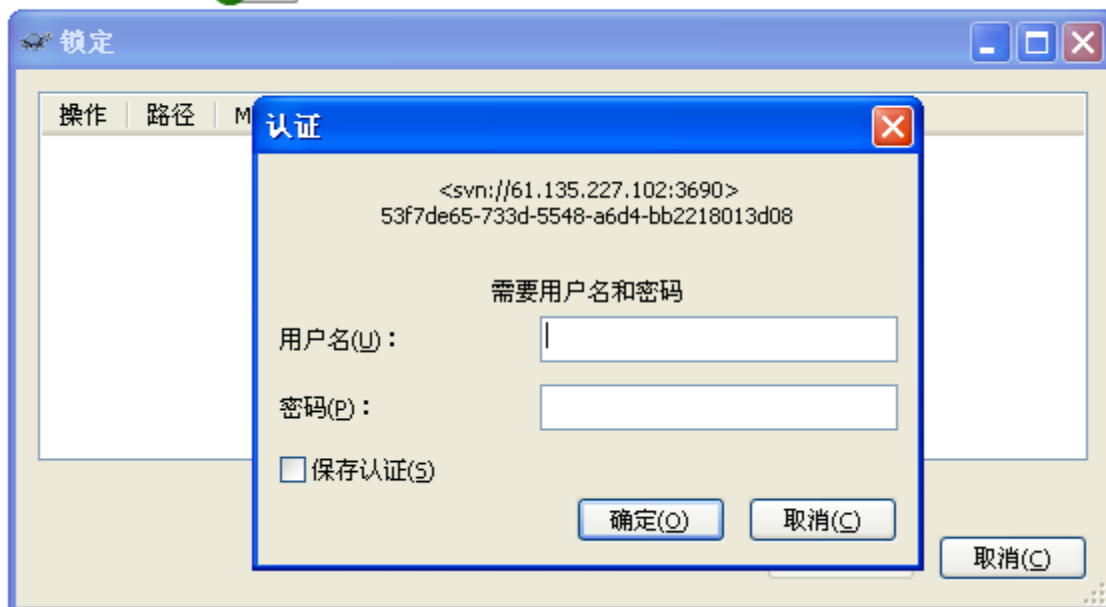 锁定
操作 路径 M
认证
<svn://61.135.227.102:3690>
53f7de65-733d-5548-a6d4-bb2218013d08
需要用户名和密码
用户名(U)：
密码(P)：
保存认证(S)
确定(O) 取消(C)
取消(C)